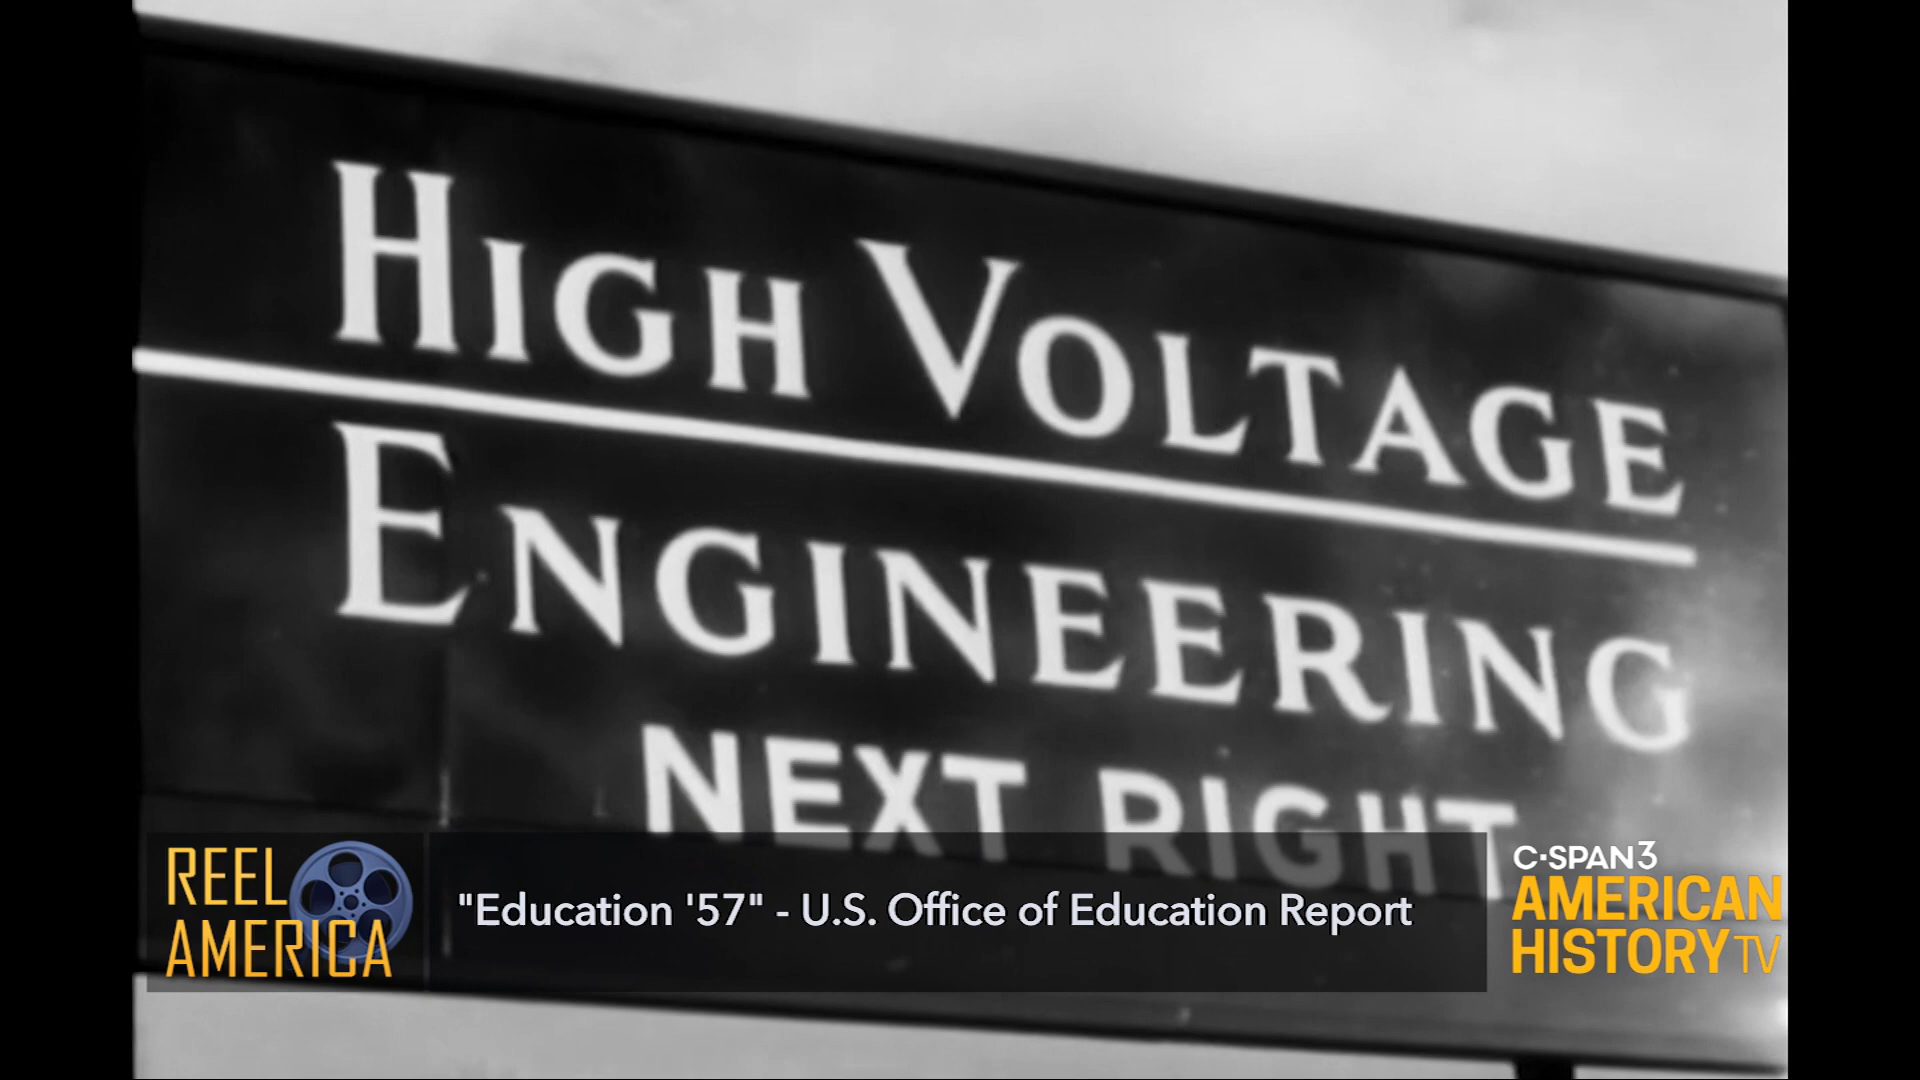 HIGH VOLTAGE
ENGINEERING
NEXT RIGHT
REEL
AMERICA
"Education '57" - U.S. Office of Education Report
C-SPAN3
AMERICAN
HISTORY TV